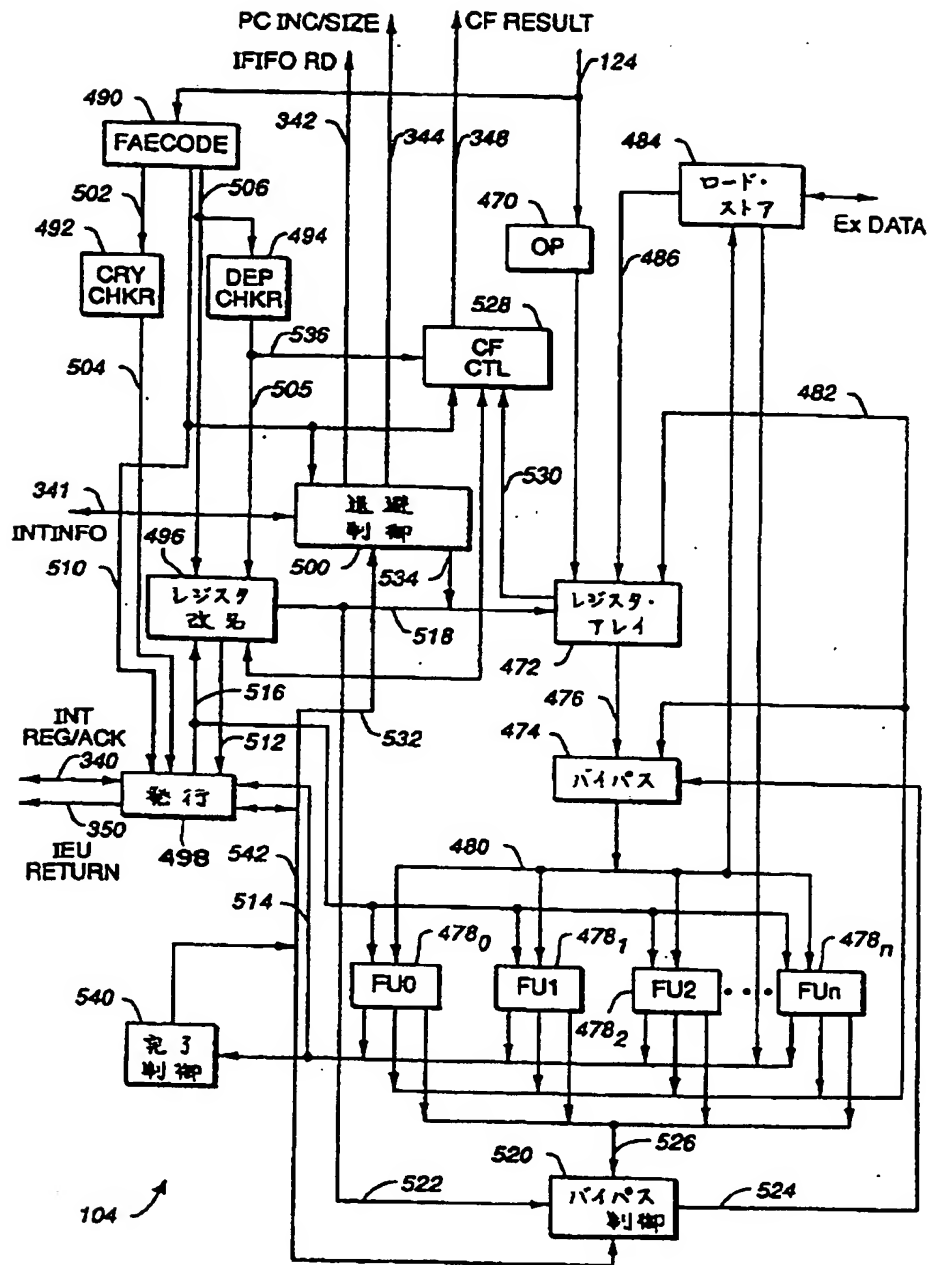 PC INC/SIZE
CF RESULT
IFIFO RD
124
490
FAECODE
342
344
348
484
ロード・
ストア
Ex DATA
502
506
492
494
470
OP
486
CRY
CHKR
DEP
CHKR
528
CF
CTL
536
504
505
482
530
341
INTINFO
退避
制御
496
500
534
510
レジスタ
改名
518
レジスタ・
アレイ
472
516
512
532
476
INT
REG/ACK
340
474
バイパス
発行
350
498
IEU
RETURN
542
480
514
478₀
478₁
478ₙ
FU0
FU1
FU2
FUn
478₂
540
完了
制御
526
520
522
バイパス
制御
524
104